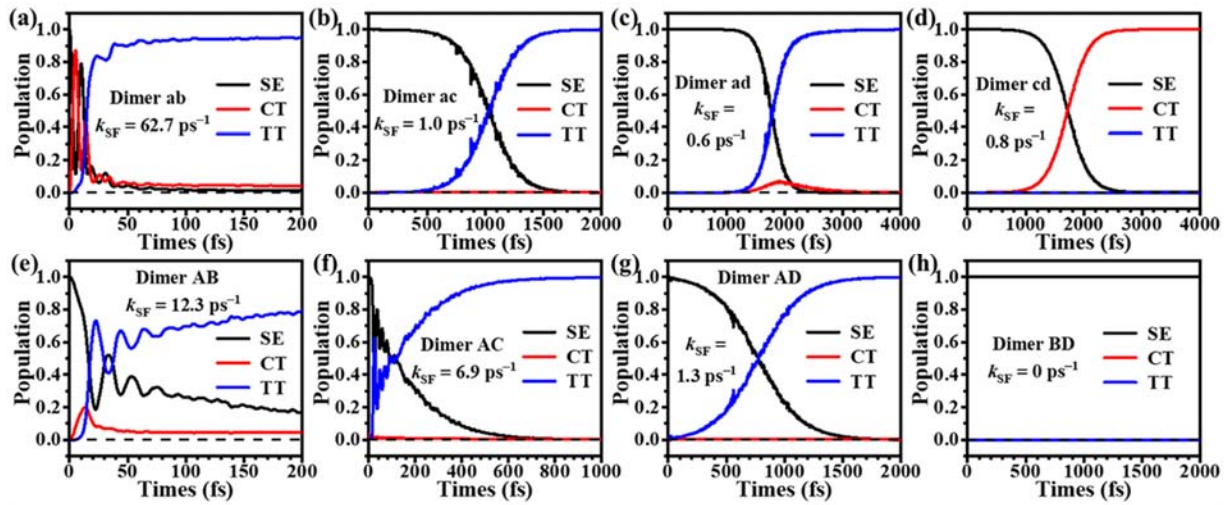 (a)
1.0
0.8
0.6
0.4
0.2
0.0
Population
Dimer ab
kSF = 62.7 ps⁻¹
SE
CT
TT
0 50 100 150 200
Times (fs)
(b)
1.0
0.8
0.6
0.4
0.2
0.0
Population
Dimer ac
kSF = 1.0 ps⁻¹
SE
CT
TT
0 500 1000 1500 2000
Times (fs)
(c)
1.0
0.8
0.6
0.4
0.2
0.0
Population
Dimer ad
kSF =
0.6 ps⁻¹
SE
CT
TT
0 1000 2000 3000 4000
Times (fs)
(d)
1.0
0.8
0.6
0.4
0.2
0.0
Population
Dimer cd
kSF =
0.8 ps⁻¹
SE
CT
TT
0 1000 2000 3000 4000
Times (fs)
(e)
1.0
0.8
0.6
0.4
0.2
0.0
Population
Dimer AB
kSF = 12.3 ps⁻¹
SE
CT
TT
0 50 100 150 200
Times (fs)
(f)
1.0
0.8
0.6
0.4
0.2
0.0
Population
Dimer AC
kSF = 6.9 ps⁻¹
SE
CT
TT
0 200 400 600 800 1000
Times (fs)
(g)
1.0
0.8
0.6
0.4
0.2
0.0
Population
Dimer AD
kSF =
1.3 ps⁻¹
SE
CT
TT
0 500 1000 1500 2000
Times (fs)
(h)
1.0
0.8
0.6
0.4
0.2
0.0
Population
Dimer BD
kSF = 0 ps⁻¹
SE
CT
TT
0 500 1000 1500 2000
Times (fs)